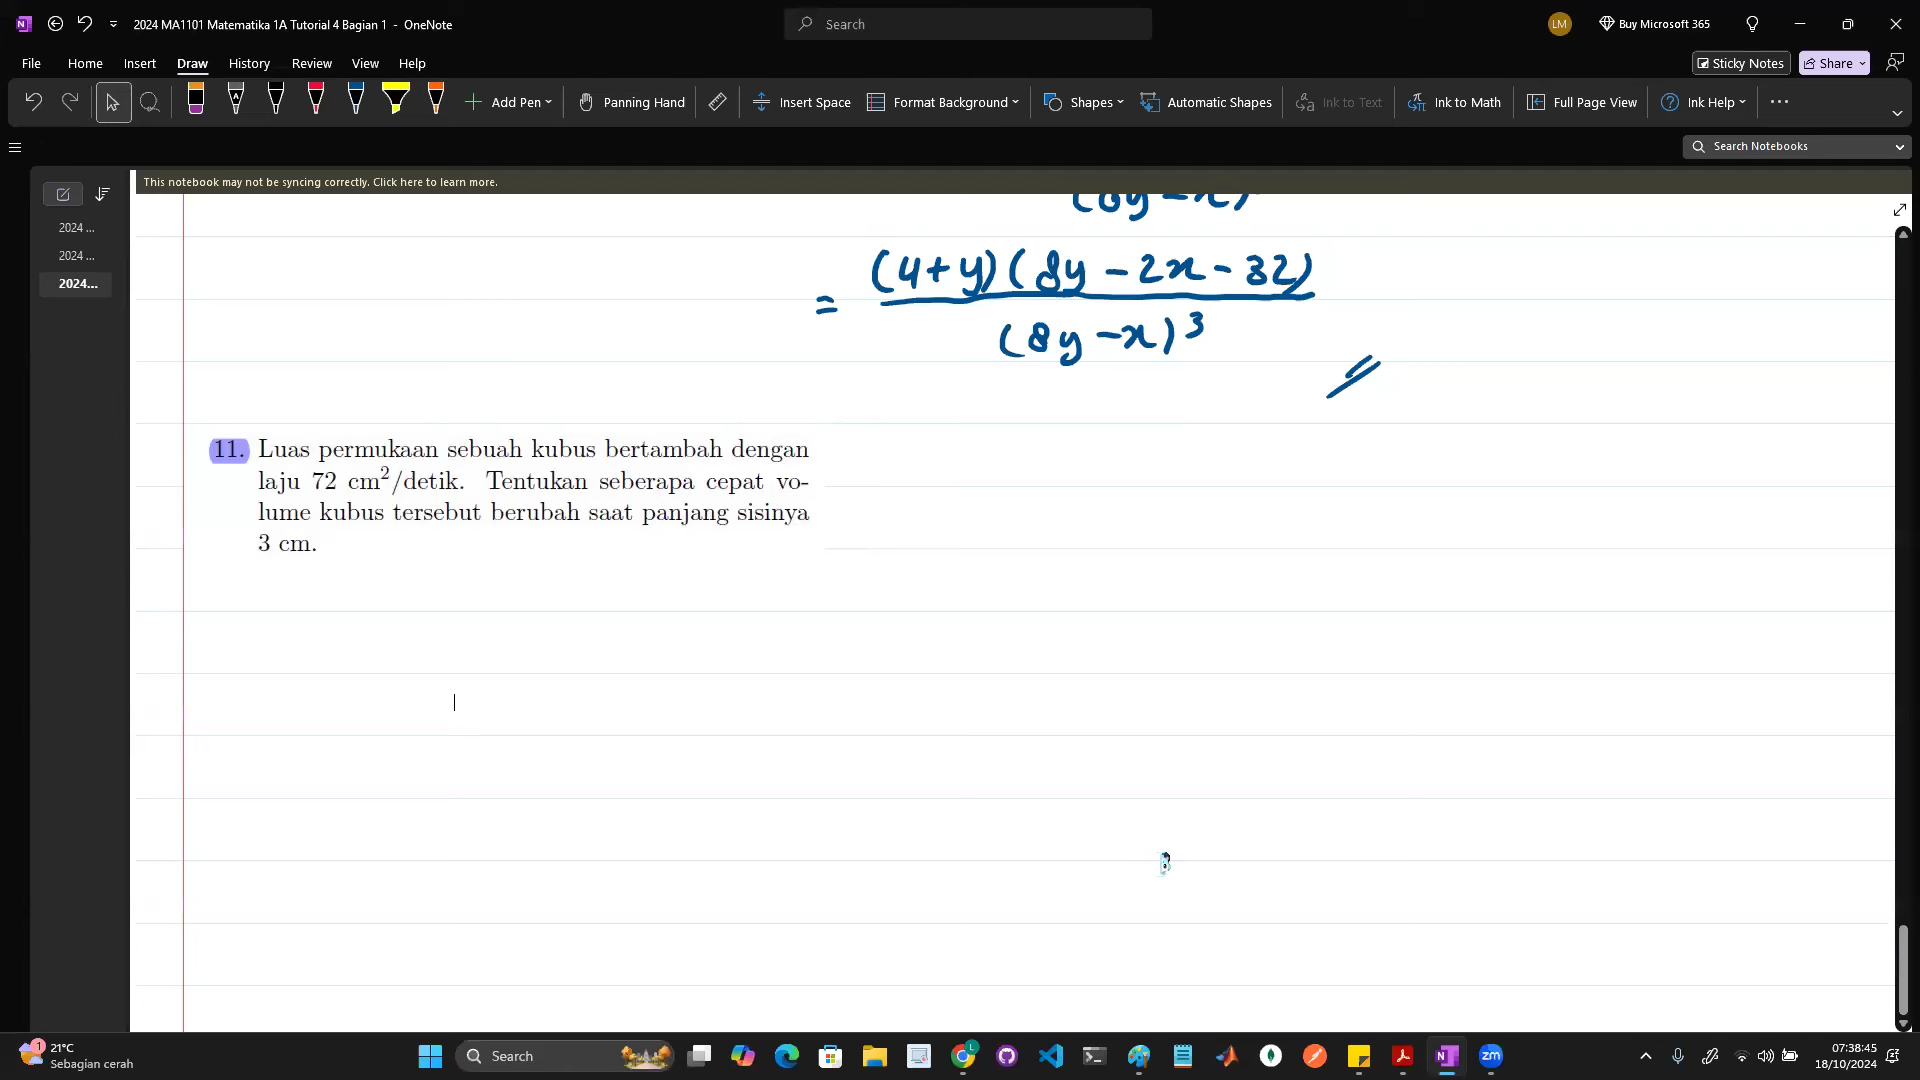 2024 MA1101 Matematika 1A Tutorial 4 Bagian 1 - OneNote
Search
LM
Buy Microsoft 365
File Home Insert Draw History Review View Help
Sticky Notes
Share
Add Pen
Panning Hand
Insert Space
Format Background
Shapes
Automatic Shapes
Ink to Text
Ink to Math
Full Page View
Ink Help
Search Notebooks
This notebook may not be syncing correctly. Click here to learn more.
2024 ...
2024 ...
2024...
(8y - x)
= (4+y)(8y - 2x - 32)
(8y - x)³
11. Luas permukaan sebuah kubus bertambah dengan
laju 72 cm²/detik. Tentukan seberapa cepat vo-
lume kubus tersebut berubah saat panjang sisinya
3 cm.
1
21°C
Sebagian cerah
Search
L
zm
07:38:45
18/10/2024